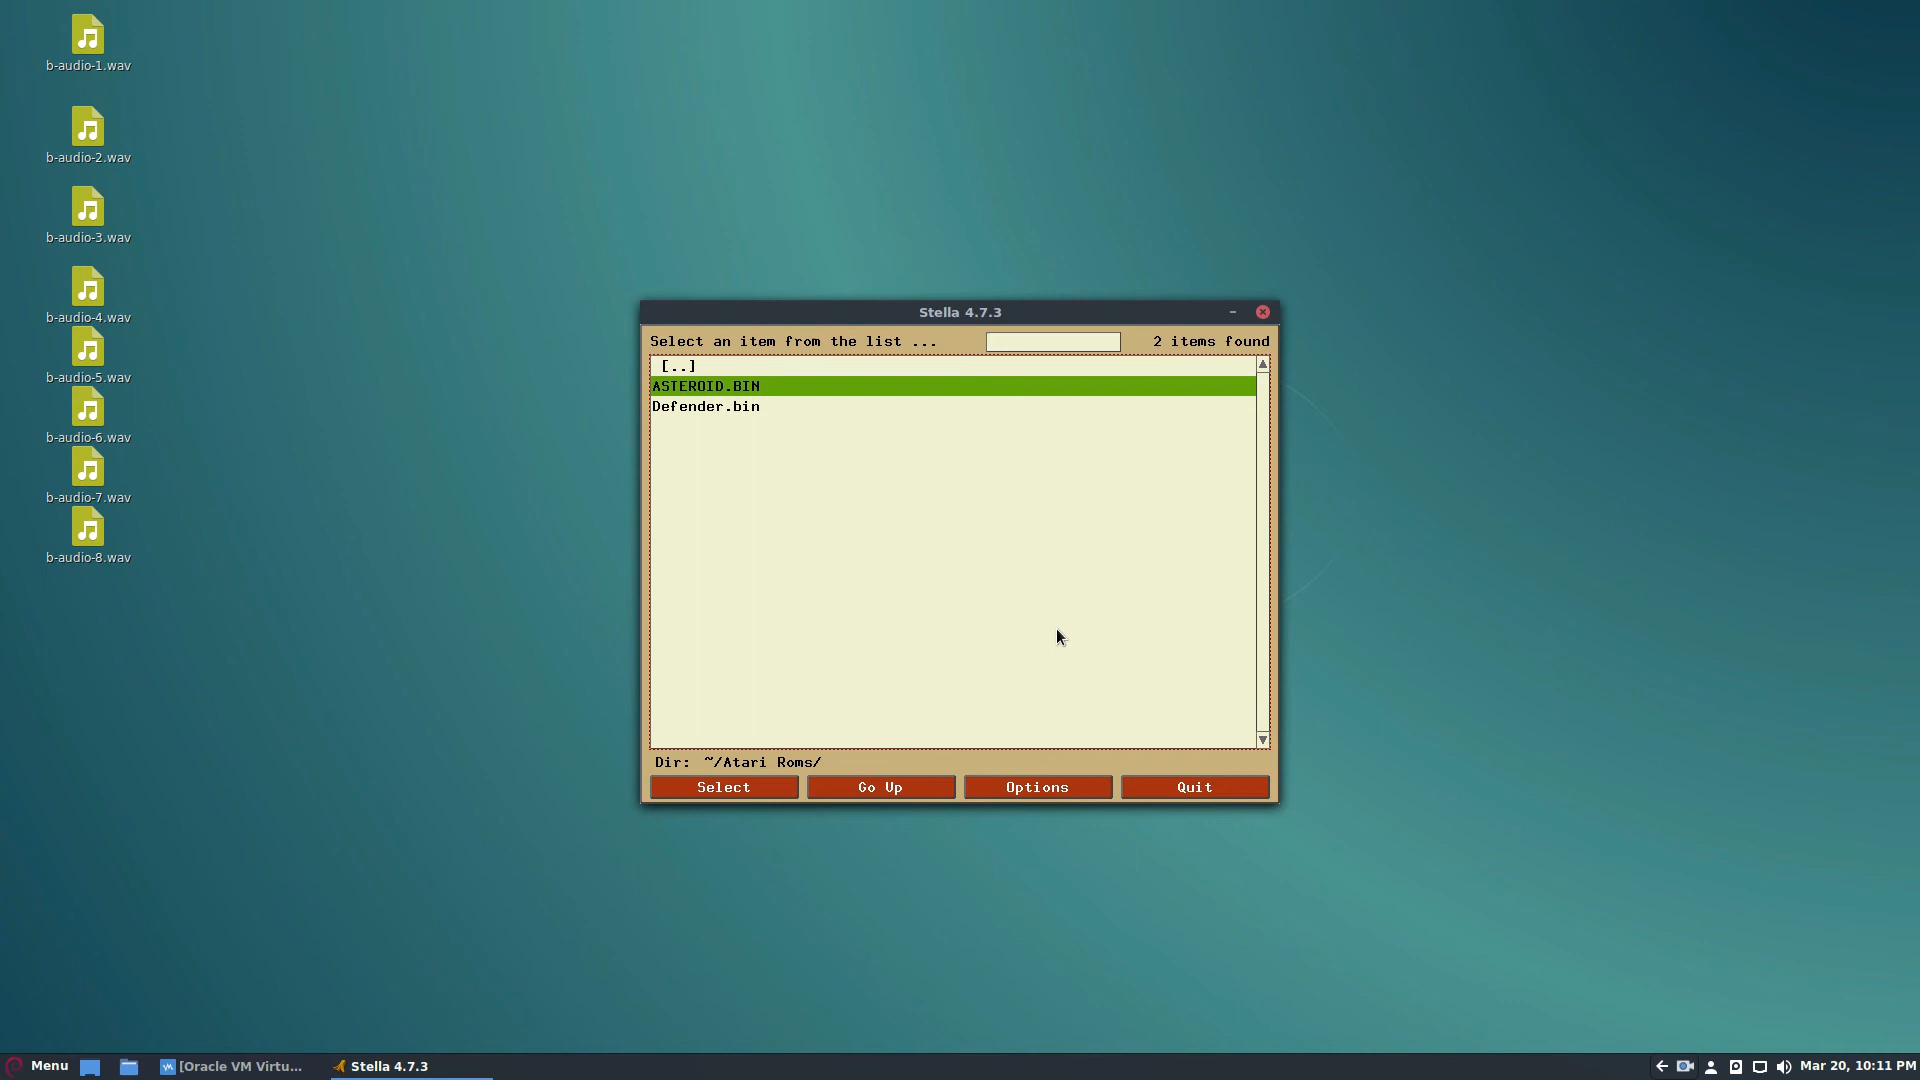 b-audio-1.wav
b-audio-2.wav
b-audio-3.wav
b-audio-4.wav
b-audio-5.wav
b-audio-6.wav
b-audio-7.wav
b-audio-8.wav
Stella 4.7.3
Select an item from the list ... 2 items found
[..]
ASTEROID.BIN
Defender.bin
Dir: ~/Atari Roms/
Select Go Up Options Quit
Menu [Oracle VM Virtu... Stella 4.7.3 Mar 20, 10:11 PM